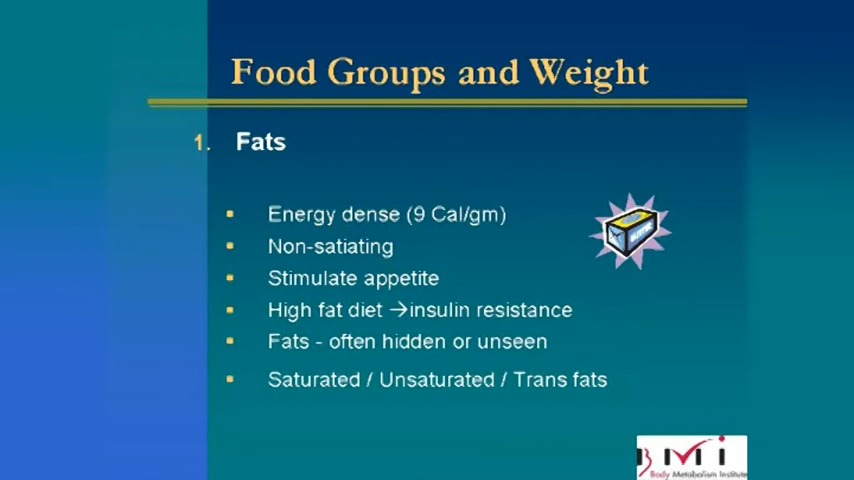 Food Groups and Weight
1. Fats
▪ Energy dense (9 Cal/gm)
▪ Non-satiating
▪ Stimulate appetite
▪ High fat diet →insulin resistance
▪ Fats - often hidden or unseen
▪ Saturated / Unsaturated / Trans fats
BMi
Body Metabolism Institute